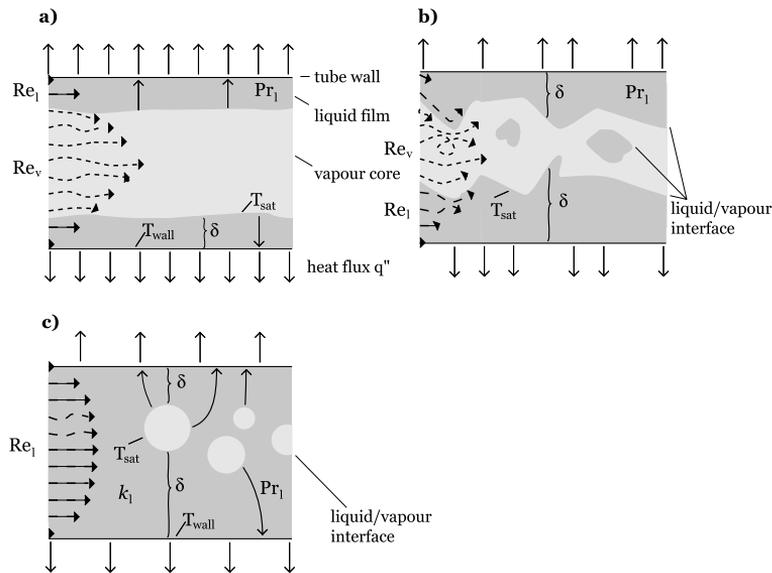 a)
Re_l
Pr_l
tube wall
liquid film
Re_v
vapour core
T_sat
T_wall
δ
heat flux q"
b)
δ
Pr_l
Re_v
Re_l
T_sat
δ
liquid/vapour
interface
c)
δ
Re_l
T_sat
k_l
δ
Pr_l
T_wall
liquid/vapour
interface